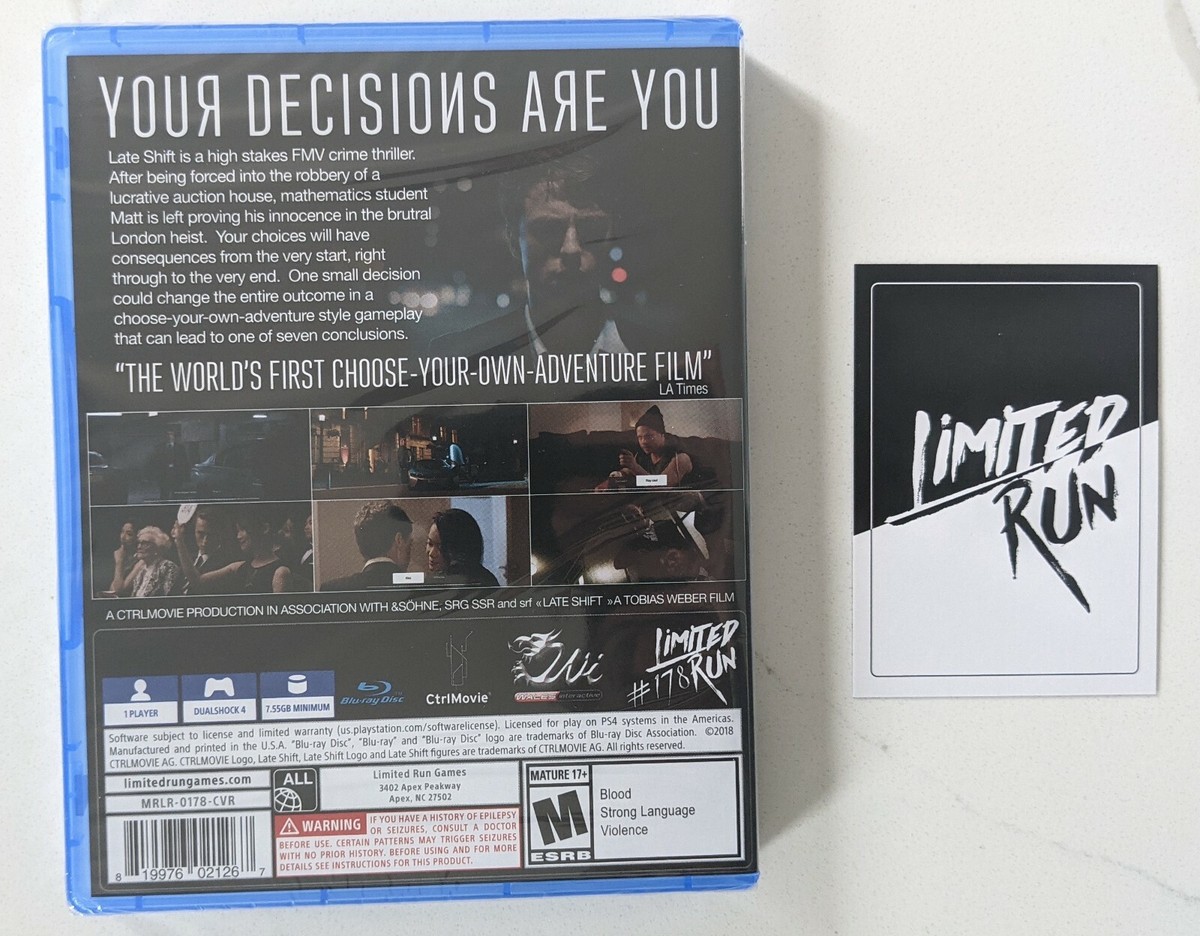 YOUЯ DECISIOИS AЯE YOU
Late Shift is a high stakes FMV crime thriller.
After being forced into the robbery of a
lucrative auction house, mathematics student
Matt is left proving his innocence in the brutral
London heist. Your choices will have
consequences from the very start, right
through to the very end. One small decision
could change the entire outcome in a
choose-your-own-adventure style gameplay
that can lead to one of seven conclusions.
“THE WORLD’S FIRST CHOOSE-YOUR-OWN-ADVENTURE FILM”
LA Times
A CTRLMOVIE PRODUCTION IN ASSOCIATION WITH &SÖHNE, SRG SSR and srf «LATE SHIFT »A TOBIAS WEBER FILM
1 PLAYER
DUALSHOCK 4
7.55GB MINIMUM
Blu-ray Disc
CtrlMovie
Wi
WALES interactive
LiMiTED
#178 RUN
Software subject to license and limited warranty (us.playstation.com/softwarelicense). Licensed for play on PS4 systems in the Americas.
Manufactured and printed in the U.S.A. "Blu-ray Disc", "Blu-ray" and "Blu-ray Disc" logo are trademarks of Blu-ray Disc Association. ©2018
CTRLMOVIE AG. CTRLMOVIE Logo, Late Shift, Late Shift Logo and Late Shift figures are trademarks of CTRLMOVIE AG. All rights reserved.
limitedrungames.com
MRLR-0178-CVR
8 19976 02126 7
ALL
Limited Run Games
3402 Apex Peakway
Apex, NC 27502
WARNING IF YOU HAVE A HISTORY OF EPILEPSY
OR SEIZURES, CONSULT A DOCTOR
BEFORE USE. CERTAIN PATTERNS MAY TRIGGER SEIZURES
WITH NO PRIOR HISTORY. BEFORE USING AND FOR MORE
DETAILS SEE INSTRUCTIONS FOR THIS PRODUCT.
MATURE 17+
M
ESRB
Blood
Strong Language
Violence
LiMiTED
RUN